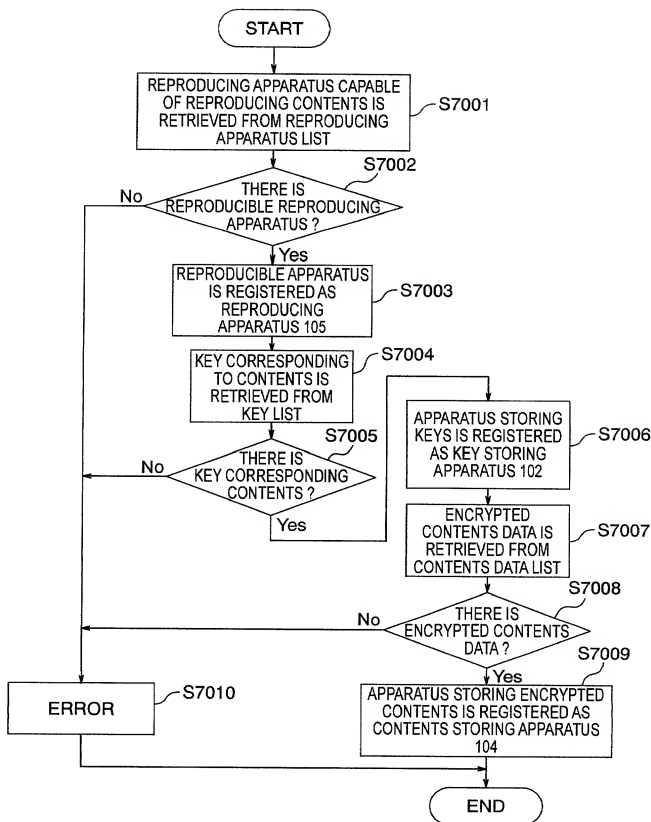 START
REPRODUCING APPARATUS CAPABLE
OF REPRODUCING CONTENTS IS
RETRIEVED FROM REPRODUCING
APPARATUS LIST
S7001
S7002
THERE IS
REPRODUCIBLE REPRODUCING
APPARATUS ?
No
Yes
REPRODUCIBLE APPARATUS
IS REGISTERED AS
REPRODUCING
APPARATUS 105
S7003
S7004
KEY CORRESPONDING
TO CONTENTS IS
RETRIEVED FROM
KEY LIST
S7005
THERE IS
KEY CORRESPONDING
CONTENTS ?
No
Yes
APPARATUS STORING
KEYS IS REGISTERED
AS KEY STORING
APPARATUS 102
S7006
ENCRYPTED
CONTENTS DATA IS
RETRIEVED FROM
CONTENTS DATA LIST
S7007
S7008
THERE IS
ENCRYPTED CONTENTS
DATA ?
No
Yes
S7009
APPARATUS STORING ENCRYPTED
CONTENTS IS REGISTERED AS
CONTENTS STORING APPARATUS
104
ERROR
S7010
END